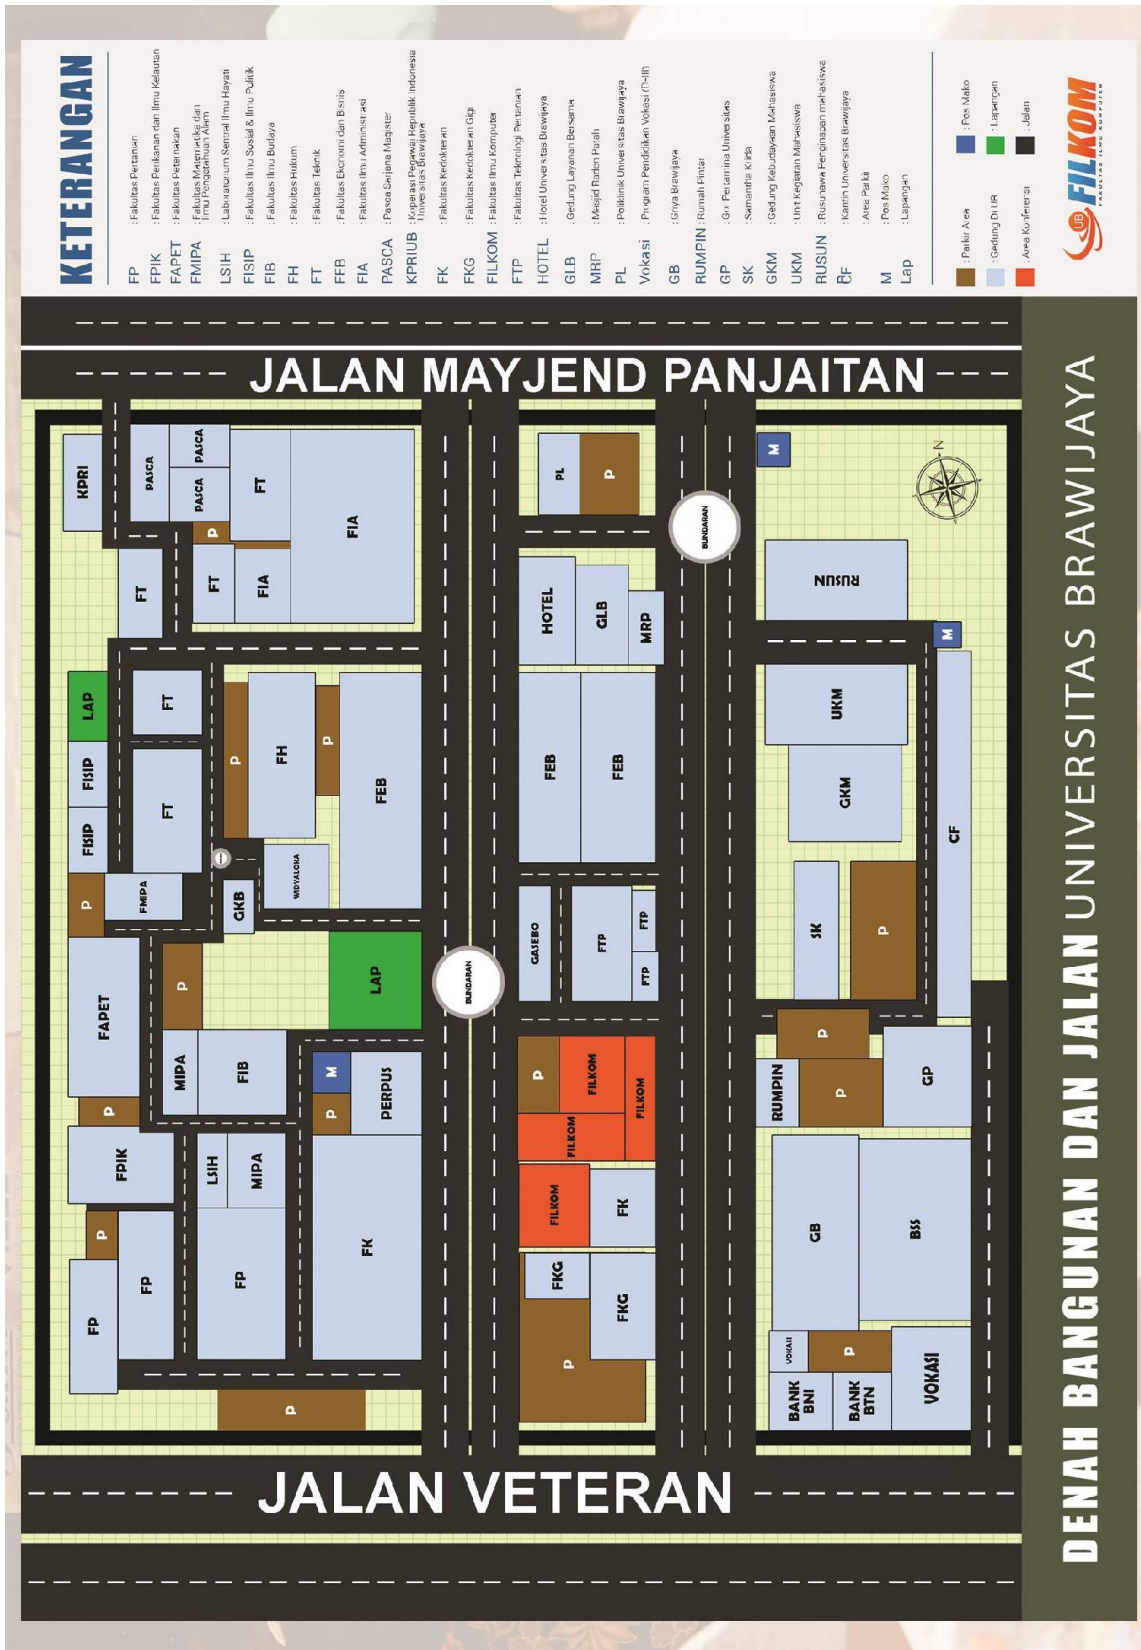 KETERANGAN
FP : Fakultas Pertanian
FPIK : Fakultas Perikanan dan Ilmu Kelautan
FAPET : Fakultas Peternakan
FMIPA : Fakultas Matematika dan
Ilmu Pengetahuan Alam
LSIH : Laboratorium Sentral Ilmu Hayati
FISIP : Fakultas Ilmu Sosial & Ilmu Politik
FIB : Fakultas Ilmu Budaya
FH : Fakultas Hukum
FT : Fakultas Teknik
FEB : Fakultas Ekonomi dan Bisnis
FIA : Fakultas Ilmu Administrasi
PASCA : Pasca Sarjana Magister
KPRIUB : Koperasi Pegawai Republik Indonesia
Universitas Brawijaya
FK : Fakultas Kedokteran
FKG : Fakultas Kedokteran Gigi
FILKOM : Fakultas Ilmu Komputer
FTP : Fakultas Teknologi Pertanian
HOTEL : Hotel Universitas Brawijaya
GLB : Gedung Layanan Bersama
MRP : Masjid Raden Patah
PL : Poliklinik Universitas Brawijaya
Vokasi : Program Pendidikan Vokasi (D-III)
GB : Griya Brawijaya
RUMPIN : Rumah Pintar
GP : Gor Pertamina Universitas
SK : Samantha Krida
GKM : Gedung Kebudayaan Mahasiswa
UKM : Unit Kegiatan Mahasiswa
RUSUN : Rusunawa Penginapan mahasiswa
CF : Kantin Universitas Brawijaya
P : Area Parkir
M : Pos Mako
Lap : Lapangan
: Parkir Area
: Pos Mako
: Gedung Di UB
: Lapangan
: Area Konferensi
: Jalan
UB FILKOM
FAKULTAS ILMU KOMPUTER
JALAN MAYJEND PANJAITAN
KPRI
PASCA
PASCA
PASCA
FT
FIA
P
FT
FT
FIA
LAP
FISIP
FISIP
FT
FT
P
FH
P
FEB
P
FMIPA
GKB
WIDYALOKA
FAPET
P
LAP
MIPA
FIB
M
P
PERPUS
P
FPIK
LSIH
MIPA
FK
P
FP
FP
FP
P
BUNDARAN
PL
P
BUNDARAN
HOTEL
GLB
MRP
FEB
FEB
GASEBO
FTP
FTP
FTP
P
FILKOM
FILKOM
FILKOM
FILKOM
FK
FKG
FKG
P
M
N
RUSUN
M
UKM
GKM
CF
SK
P
P
RUMPIN
P
GP
GB
BSS
VOKASI
P
BANK
BNI
BANK
BTN
VOKASI
JALAN VETERAN
DENAH BANGUNAN DAN JALAN UNIVERSITAS BRAWIJAYA